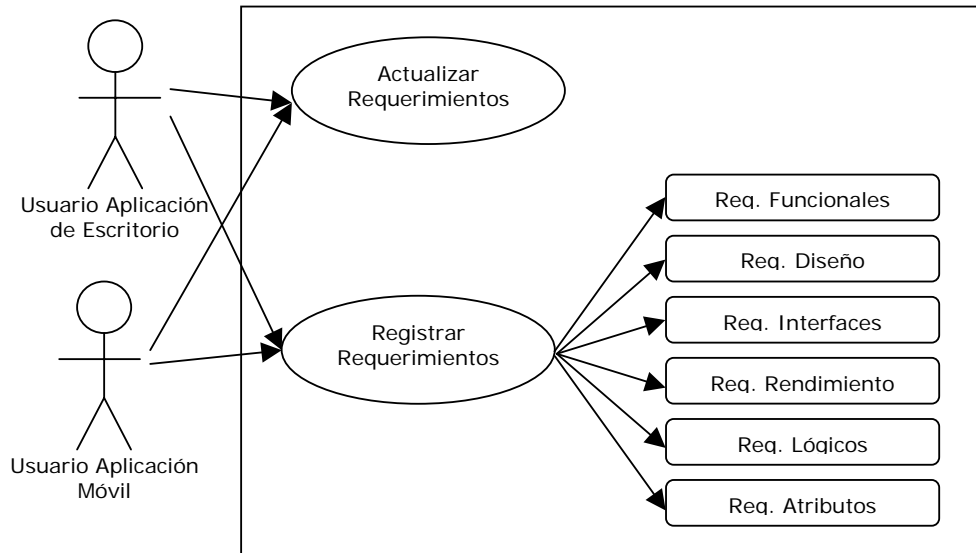 Actualizar
Requerimientos
Usuario Aplicación
de Escritorio
Req. Funcionales
Req. Diseño
Req. Interfaces
Registrar
Requerimientos
Req. Rendimiento
Req. Lógicos
Req. Atributos
Usuario Aplicación
Móvil